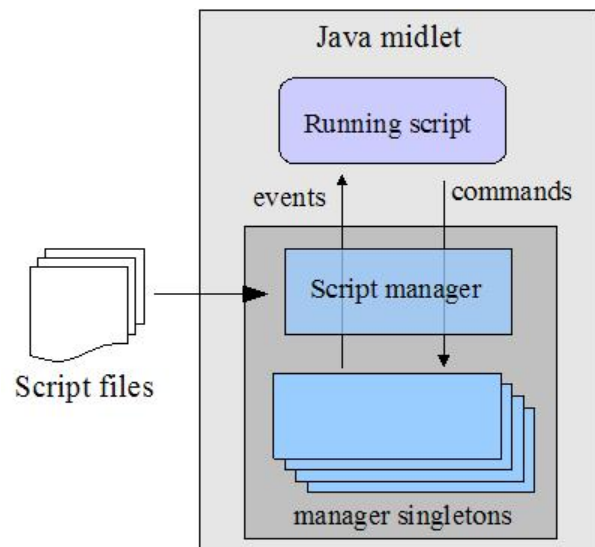 Java midlet
Running script
events
commands
Script manager
Script files
manager singletons